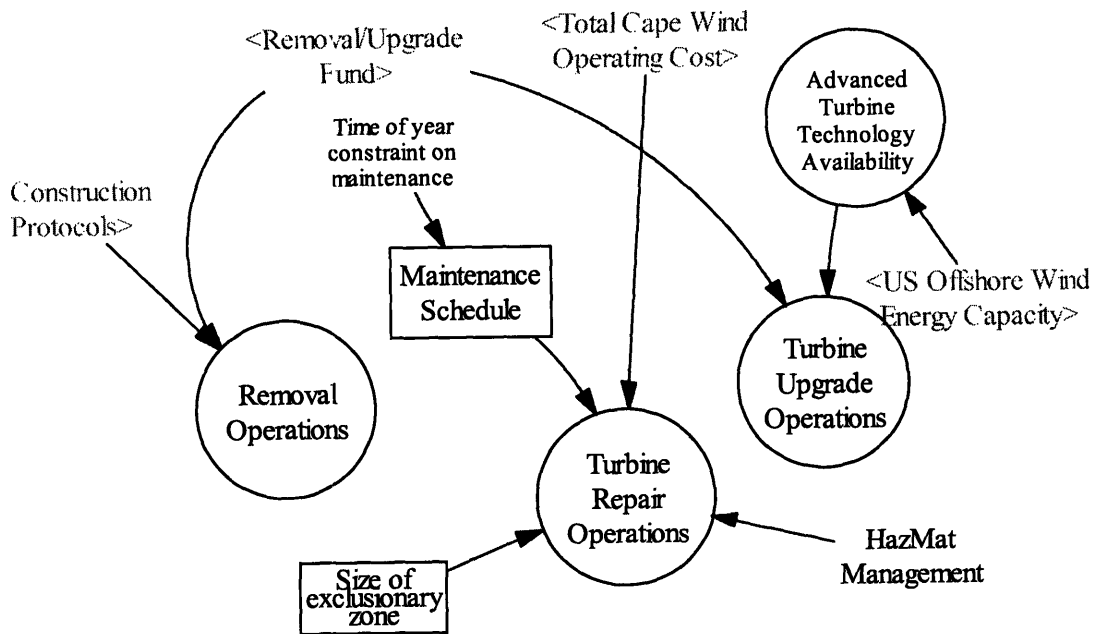 <Removal/Upgrade
Fund>
<Total Cape Wind
Operating Cost>
Advanced
Turbine
Technology
Availability
Time of year
constraint on
maintenance
Construction
Protocols>
Maintenance
Schedule
<US Offshore Wind
Energy Capacity>
Removal
Operations
Turbine
Upgrade
Operations
Turbine
Repair
Operations
Size of
exclusionary
zone
HazMat
Management